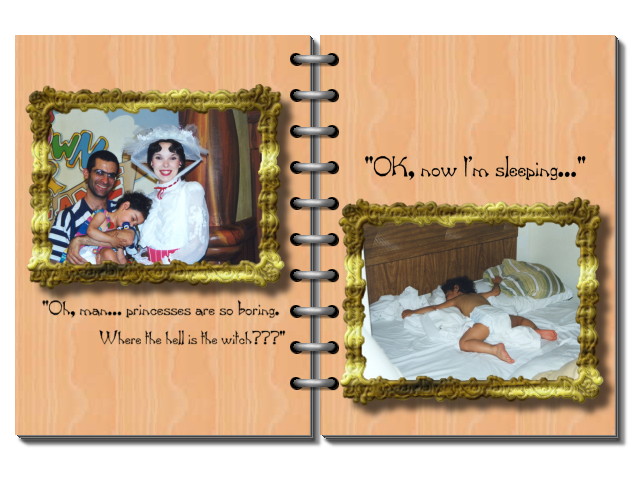 "Oh, man... princesses are so boring.
Where the hell is the witch???"
"OK, now I'm sleeping..."